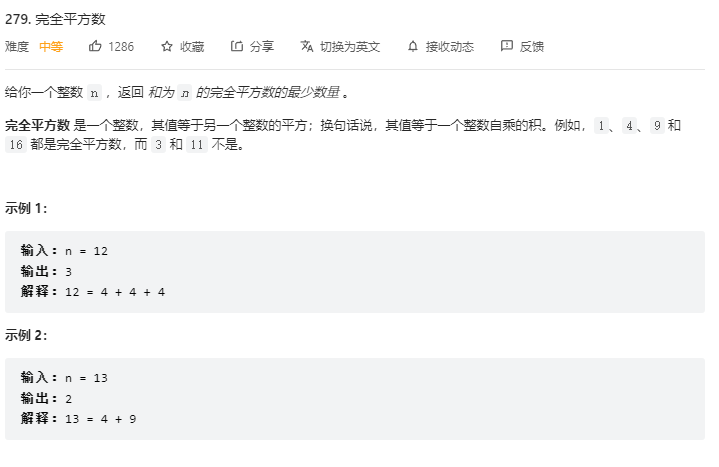 279. 完全平方数
难度 中等 1286 收藏 分享 切换为英文 接收动态 反馈
给你一个整数 n ，返回 和为 n 的完全平方数的最少数量 。
完全平方数 是一个整数，其值等于另一个整数的平方；换句话说，其值等于一个整数自乘的积。例如，1、4、9 和
16 都是完全平方数，而 3 和 11 不是。
示例 1：
输入：n = 12
输出：3
解释：12 = 4 + 4 + 4
示例 2：
输入：n = 13
输出：2
解释：13 = 4 + 9